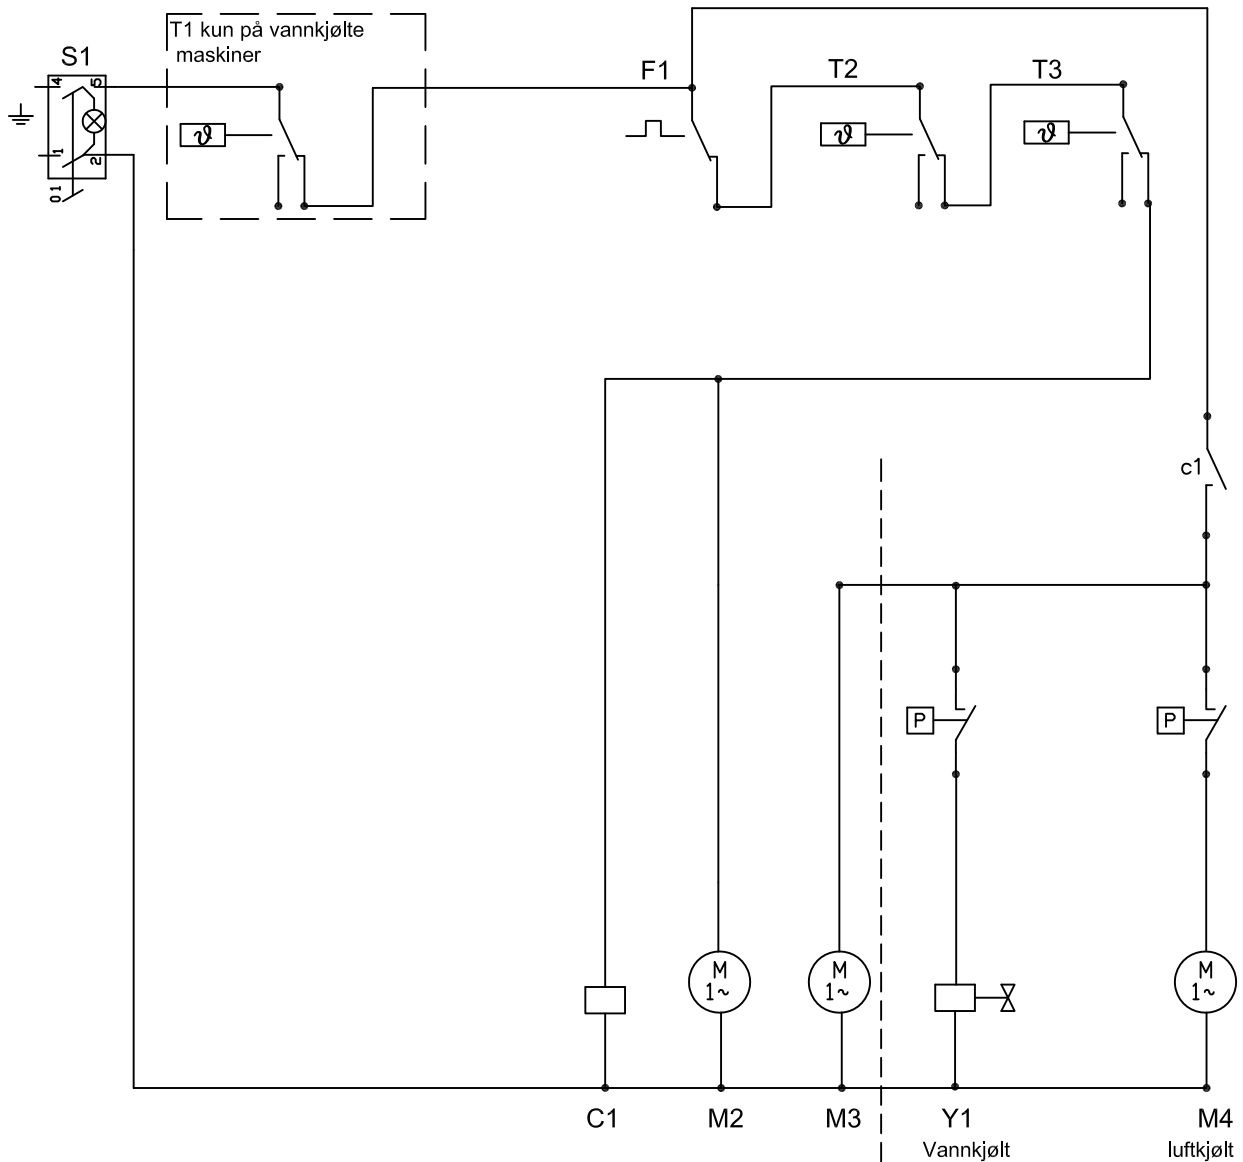 T1 kun på vannkjølte
maskiner
S1
F1
T2
T3
4
5
1
2
0 1
ϑ
ϑ
ϑ
c1
P
P
M
1~
M
1~
M
1~
C1
M2
M3
Y1
M4
Vannkjølt
luftkjølt